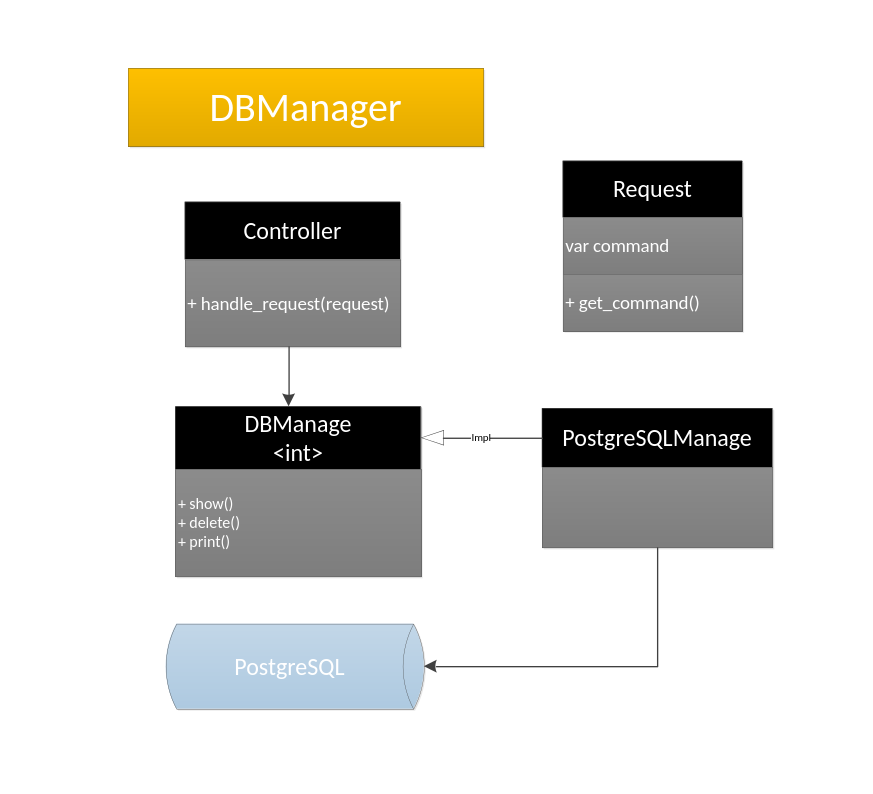 DBManager
Request
var command
+ get_command()
Controller
+ handle_request(request)
DBManage
<int>
+ show()
+ delete()
+ print()
Impl
PostgreSQLManage
PostgreSQL